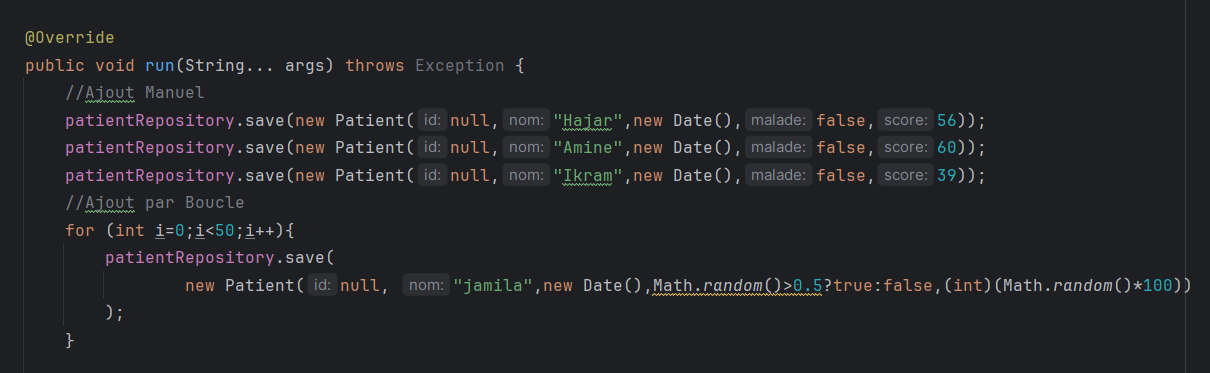 @Override
public void run(String... args) throws Exception {
//Ajout Manuel
patientRepository.save(new Patient( id: null, nom: "Hajar",new Date(), malade: false, score: 56));
patientRepository.save(new Patient( id: null, nom: "Amine",new Date(), malade: false, score: 60));
patientRepository.save(new Patient( id: null, nom: "Ikram",new Date(), malade: false, score: 39));
//Ajout par Boucle
for (int i=0;i<50;i++){
patientRepository.save(
new Patient( id: null, nom: "jamila",new Date(),Math.random()>0.5?true:false,(int)(Math.random()*100))
);
}